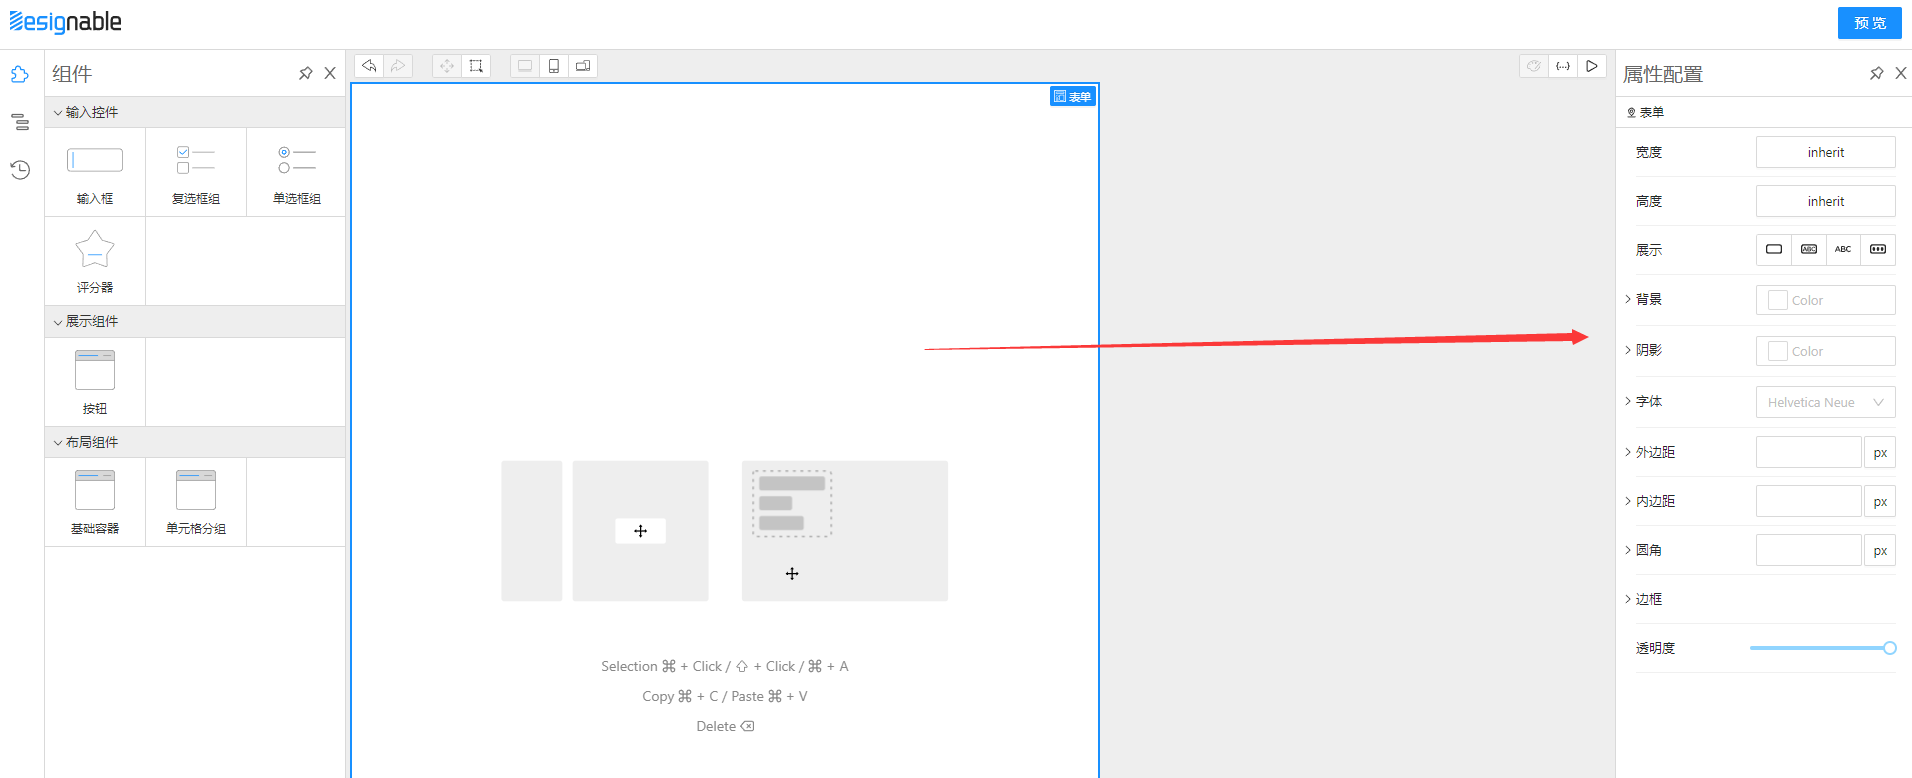 Designable
预 览
组件
输入控件
输入框
复选框组
单选框组
评分器
展示组件
按钮
布局组件
基础容器
单元格分组
表单
Selection ⌘ + Click / ⇧ + Click / ⌘ + A
Copy ⌘ + C / Paste ⌘ + V
Delete ⌫
属性配置
表单
宽度
inherit
高度
inherit
展示
ABC
ABC
背景
Color
阴影
Color
字体
Helvetica Neue
外边距
px
内边距
px
圆角
px
边框
透明度